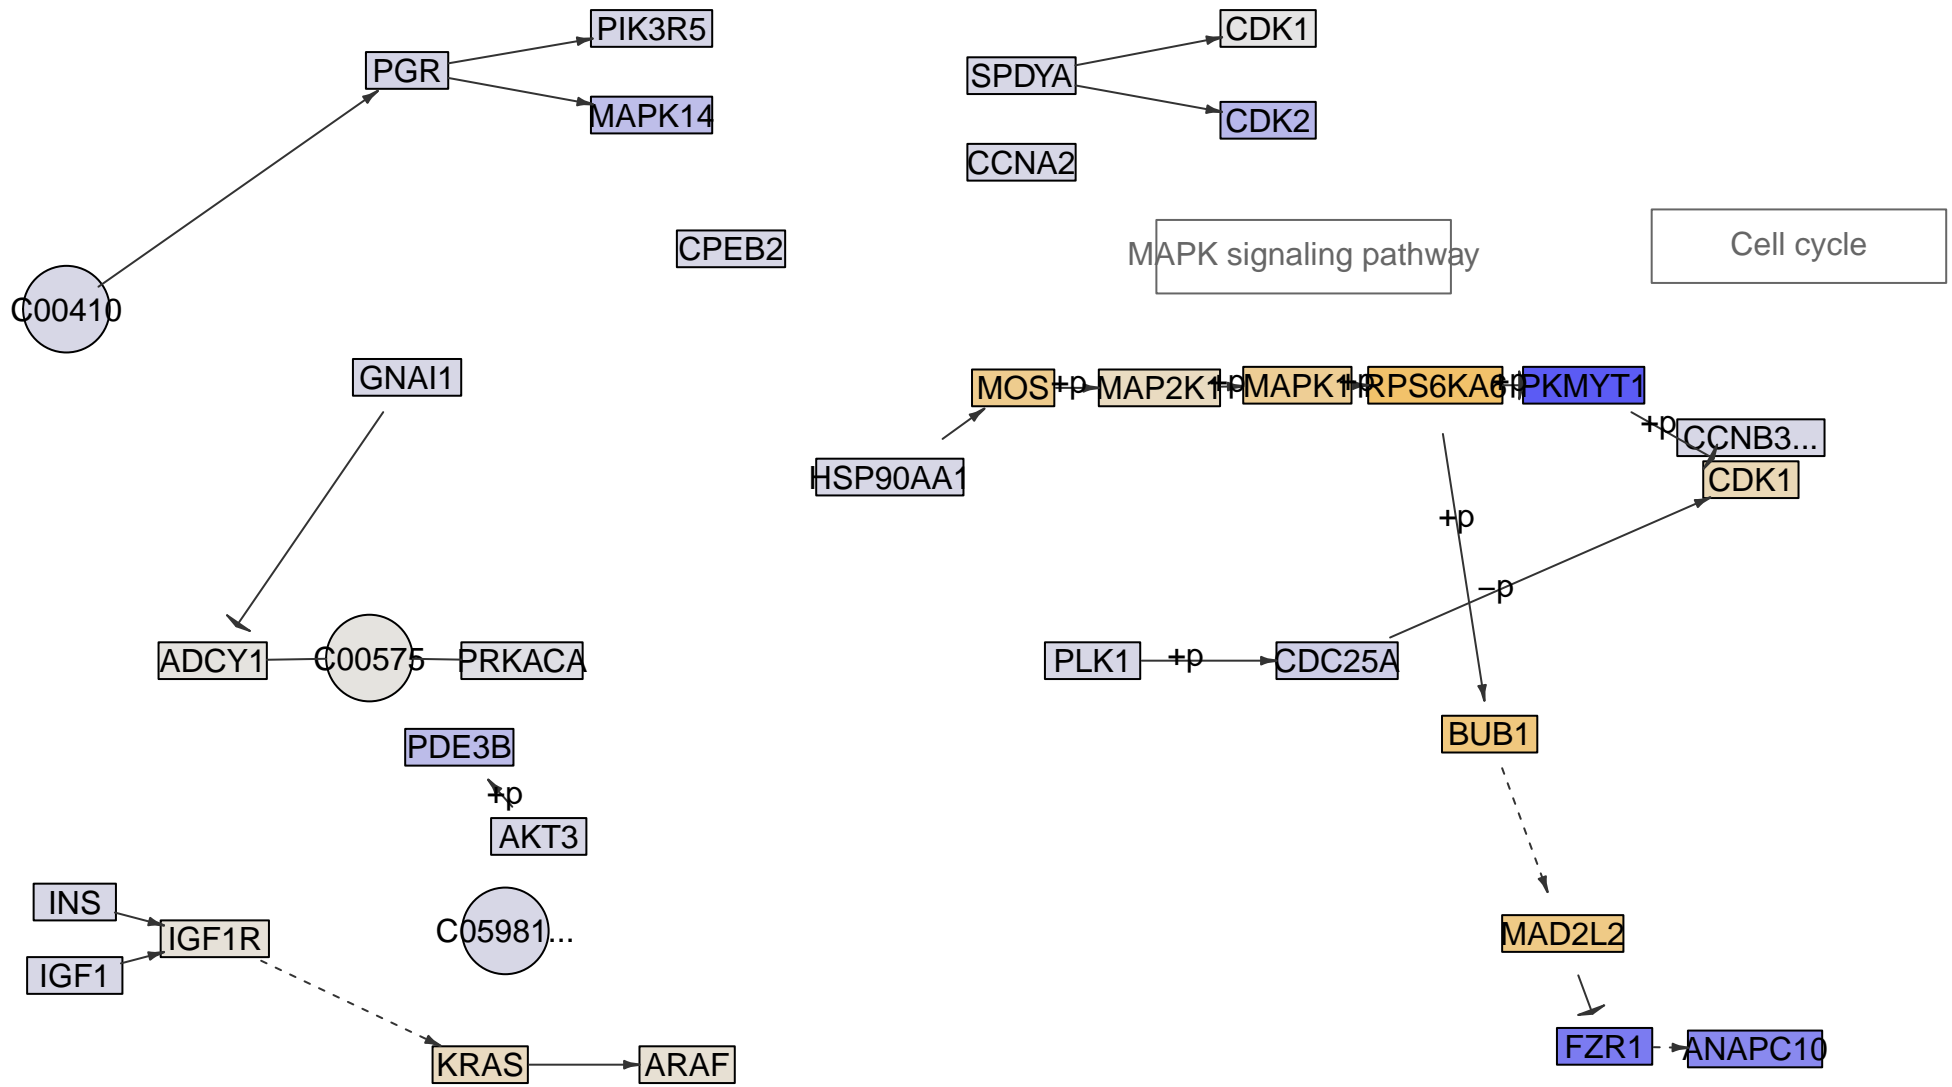 PIK3R5
CDK1
PGR
SPDYA
MAPK14
CDK2
CCNA2
CPEB2
MAPK signaling pathway
Cell cycle
C00410
GNAI1
MOS
+p
MAP2K1
+p
MAPK1
+p
RPS6KA6
+p
PKMYT1
+p
CCNB3...
HSP90AA1
CDK1
+p
−p
ADCY1
C00575
PRKACA
PLK1
+p
CDC25A
BUB1
PDE3B
+p
AKT3
INS
IGF1R
C05981...
MAD2L2
IGF1
KRAS
ARAF
FZR1
ANAPC10